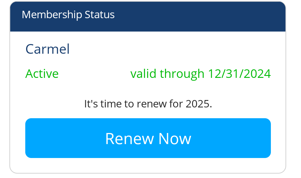 Membership Status
Carmel
Active valid through 12/31/2024
It's time to renew for 2025.
Renew Now